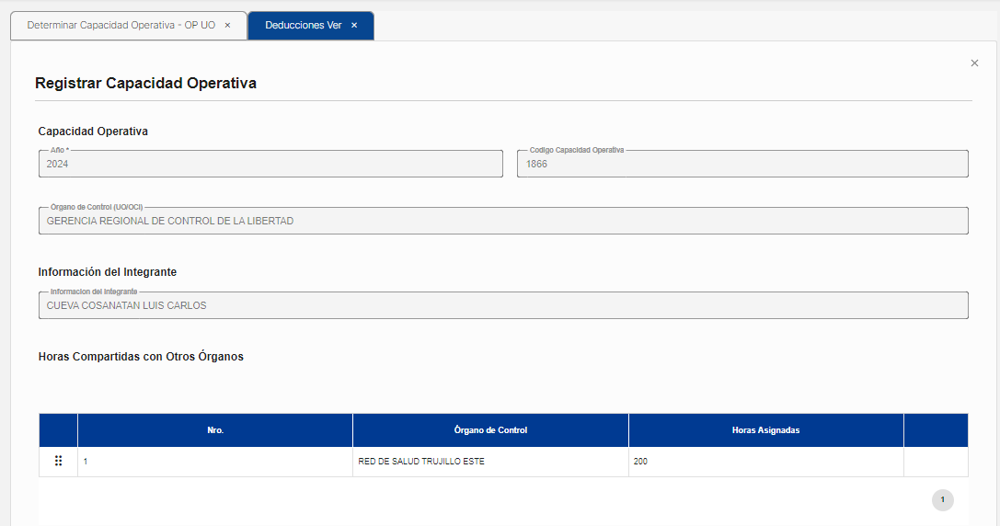 Determinar Capacidad Operativa - OP UO ×
Deducciones Ver ×
×
Registrar Capacidad Operativa
Capacidad Operativa
Año *
2024
Codigo Capacidad Operativa
1866
Órgano de Control (UO/OCI)
GERENCIA REGIONAL DE CONTROL DE LA LIBERTAD
Información del Integrante
Informacion del Integrante
CUEVA COSANATAN LUIS CARLOS
Horas Compartidas con Otros Órganos
Nro. Órgano de Control Horas Asignadas
1 RED DE SALUD TRUJILLO ESTE 200
1